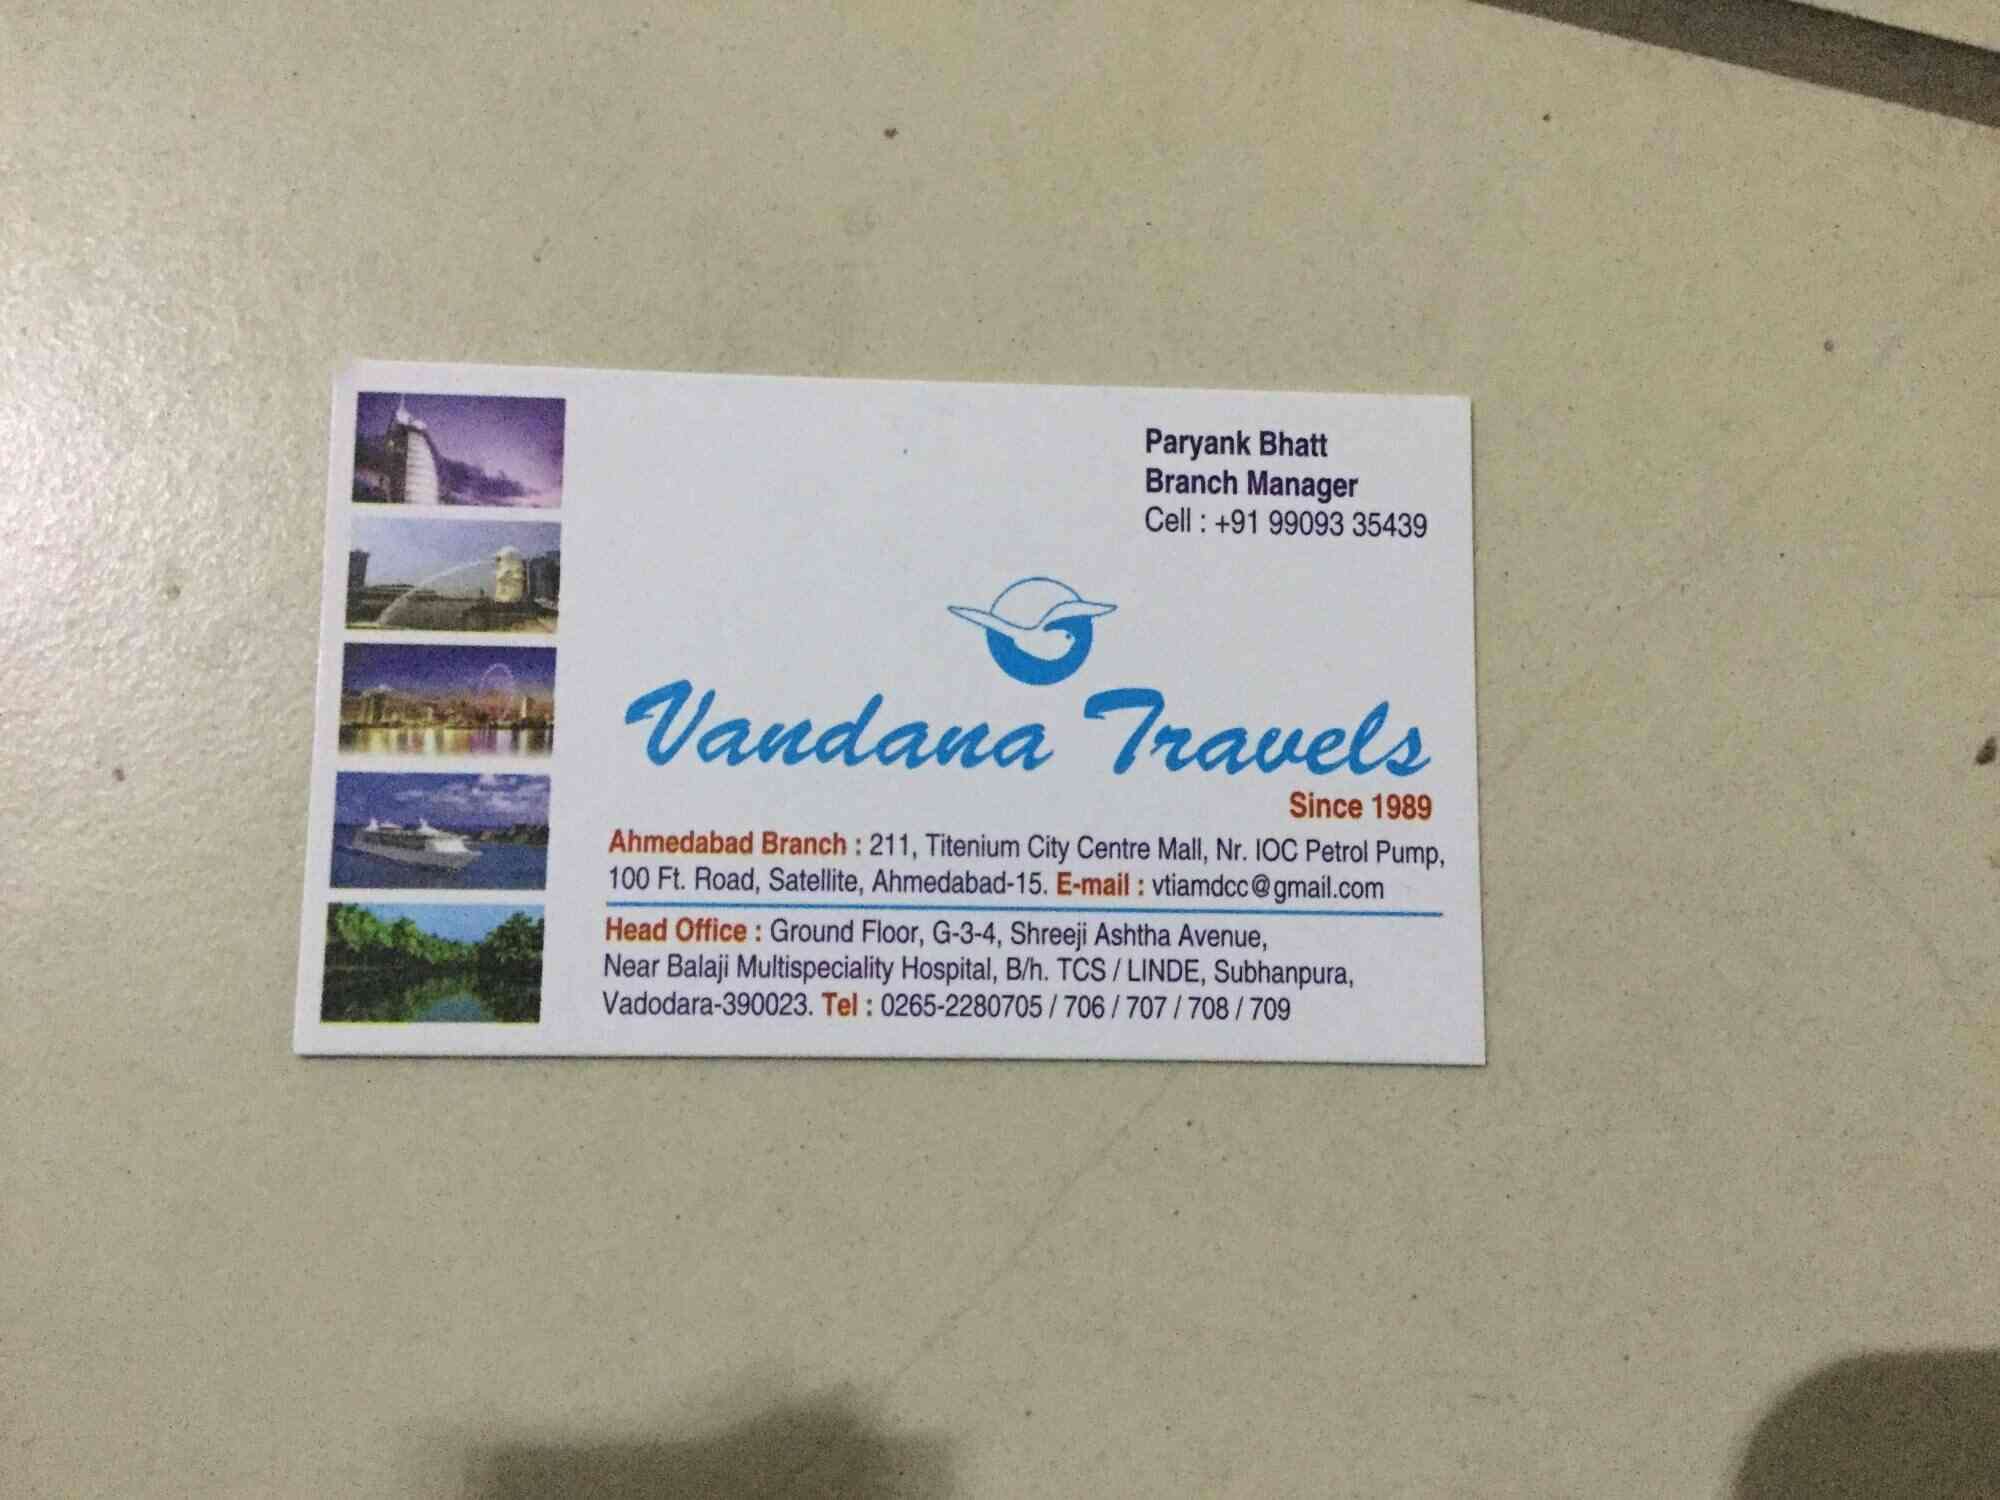 Paryank Bhatt
Branch Manager
Cell : +91 99093 35439
Vandana Travels
Since 1989
Ahmedabad Branch : 211, Titenium City Centre Mall, Nr. IOC Petrol Pump,
100 Ft. Road, Satellite, Ahmedabad-15. E-mail : vtiamdcc@gmail.com
Head Office : Ground Floor, G-3-4, Shreeji Ashtha Avenue,
Near Balaji Multispeciality Hospital, B/h. TCS / LINDE, Subhanpura,
Vadodara-390023. Tel : 0265-2280705 / 706 / 707 / 708 / 709